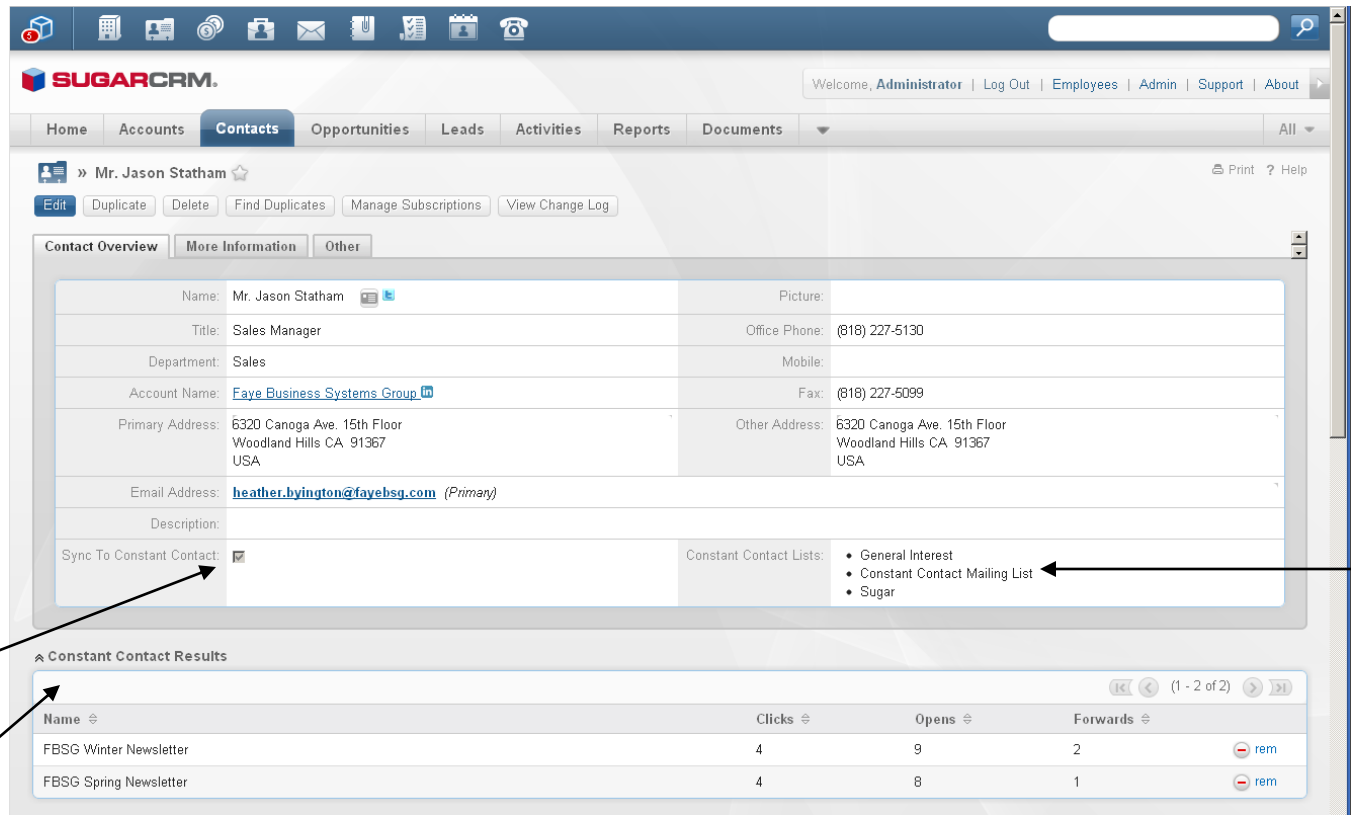 5
SUGARCRM.
Welcome, Administrator | Log Out | Employees | Admin | Support | About
Home Accounts Contacts Opportunities Leads Activities Reports Documents All
» Mr. Jason Statham
Print ? Help
Edit Duplicate Delete Find Duplicates Manage Subscriptions View Change Log
Contact Overview More Information Other
Name: Mr. Jason Statham Picture:
Title: Sales Manager Office Phone: (818) 227-5130
Department: Sales Mobile:
Account Name: Faye Business Systems Group in Fax: (818) 227-5099
Primary Address: 6320 Canoga Ave. 15th Floor Other Address: 6320 Canoga Ave. 15th Floor
Woodland Hills CA 91367 Woodland Hills CA 91367
USA USA
Email Address: heather.byington@fayebsg.com (Primary)
Description:
Sync To Constant Contact: Constant Contact Lists: • General Interest
• Constant Contact Mailing List
• Sugar
Constant Contact Results
(1 - 2 of 2)
Name Clicks Opens Forwards
FBSG Winter Newsletter 4 9 2 rem
FBSG Spring Newsletter 4 8 1 rem